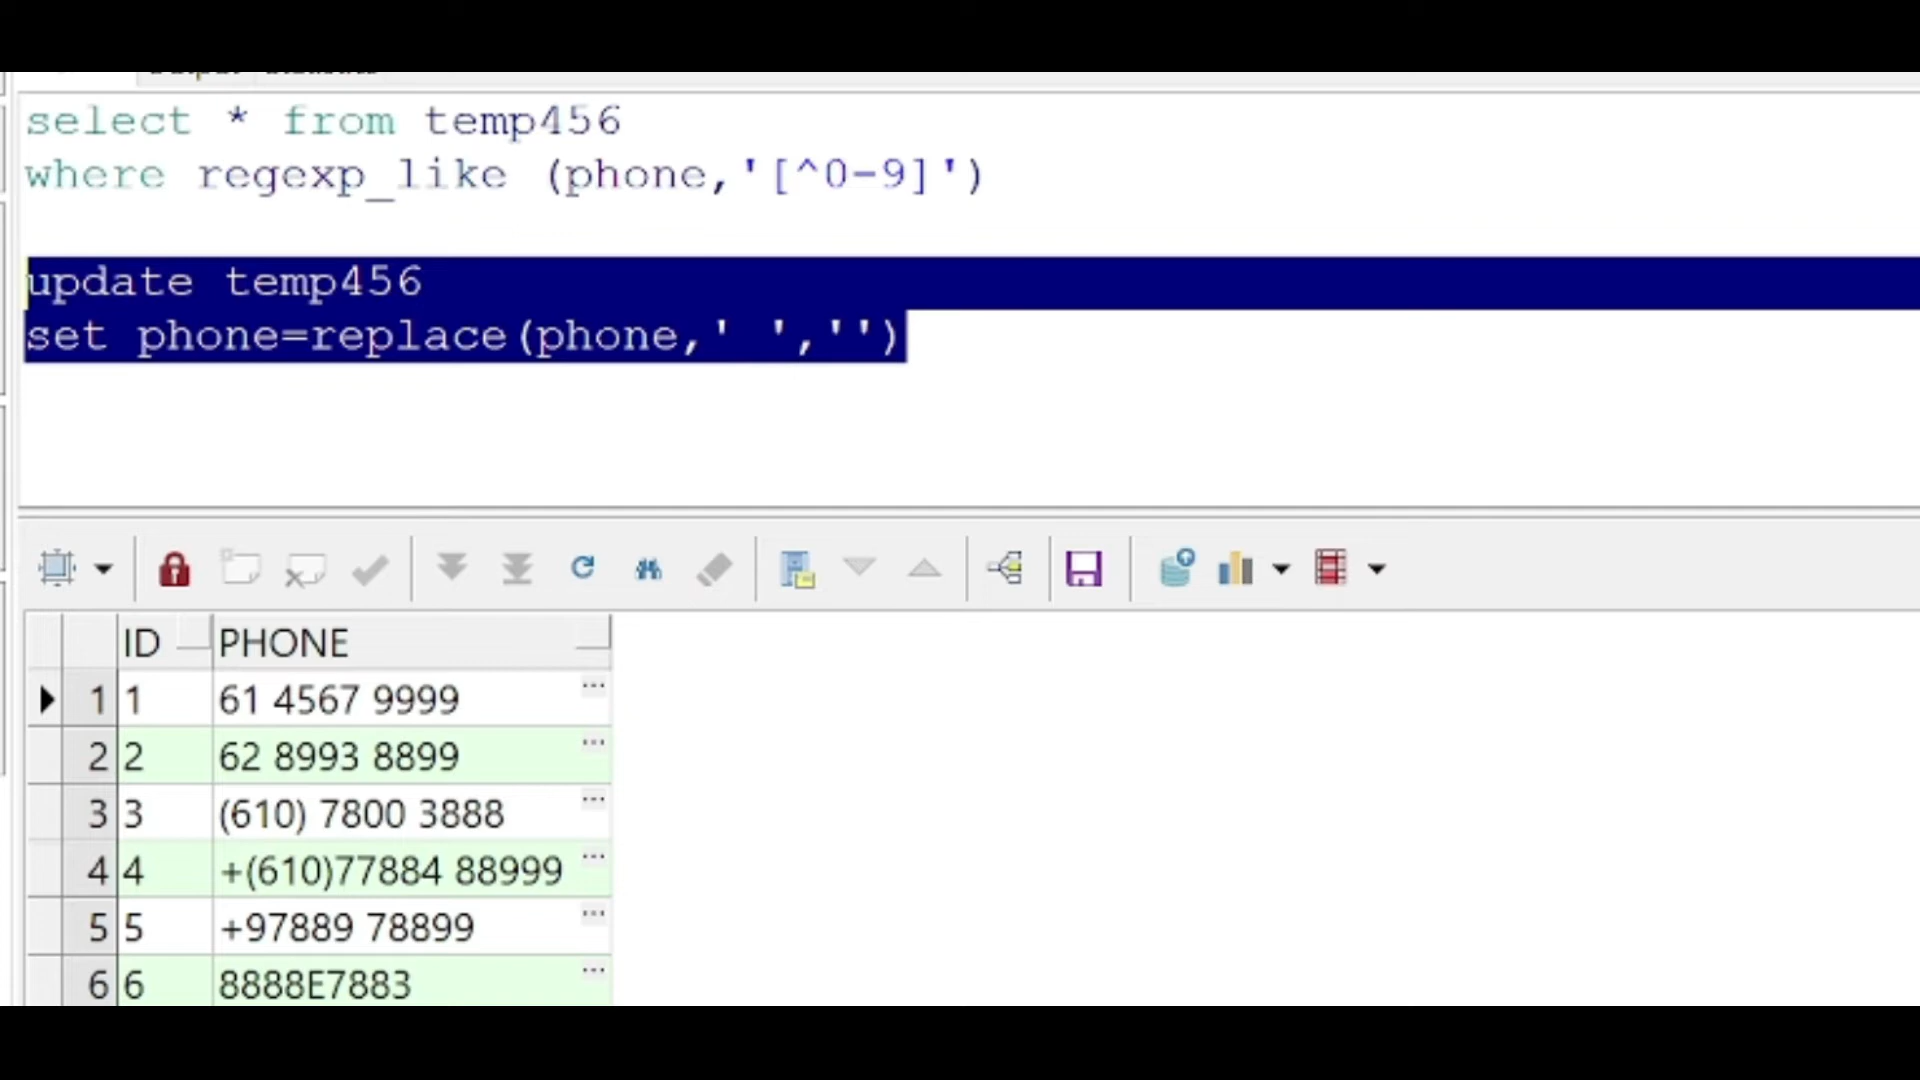 select * from temp456
where regexp_like (phone,'[^0-9]')
update temp456
set phone=replace(phone,' ','')
ID PHONE
1 1 61 4567 9999 ...
2 2 62 8993 8899 ...
3 3 (610) 7800 3888 ...
4 4 +(610)77884 88999 ...
5 5 +97889 78899 ...
6 6 8888E7883 ...